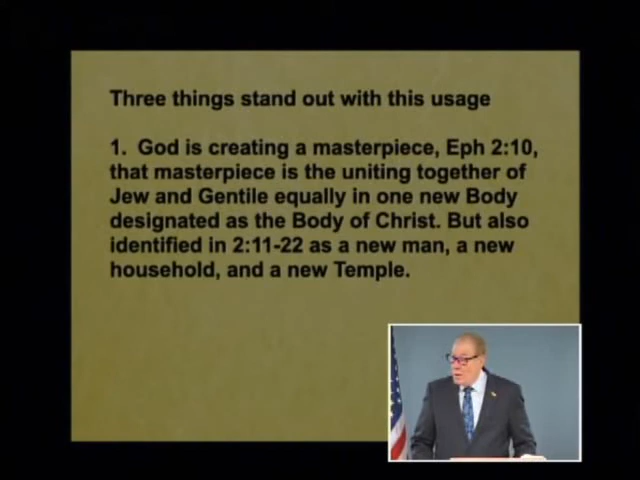 Three things stand out with this usage
1. God is creating a masterpiece, Eph 2:10,
that masterpiece is the uniting together of
Jew and Gentile equally in one new Body
designated as the Body of Christ. But also
identified in 2:11-22 as a new man, a new
household, and a new Temple.